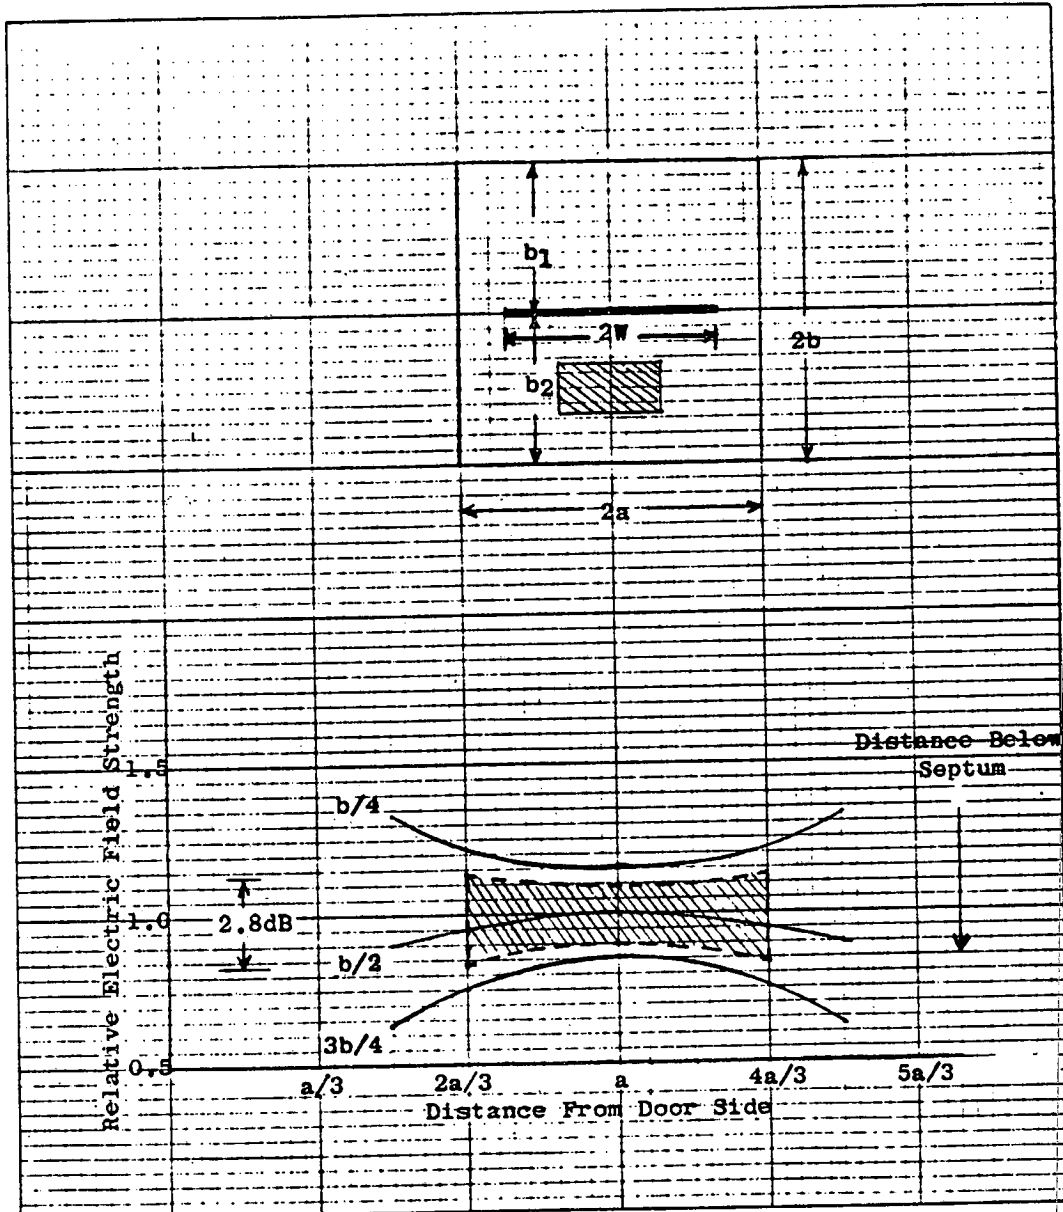 b1
2W
2b
b2
2a
Relative Electric Field Strength
Distance Below
Septum
1.5
b/4
1.0
2.8dB
b/2
3b/4
0.5
a/3
2a/3
a
4a/3
5a/3
Distance From Door Side